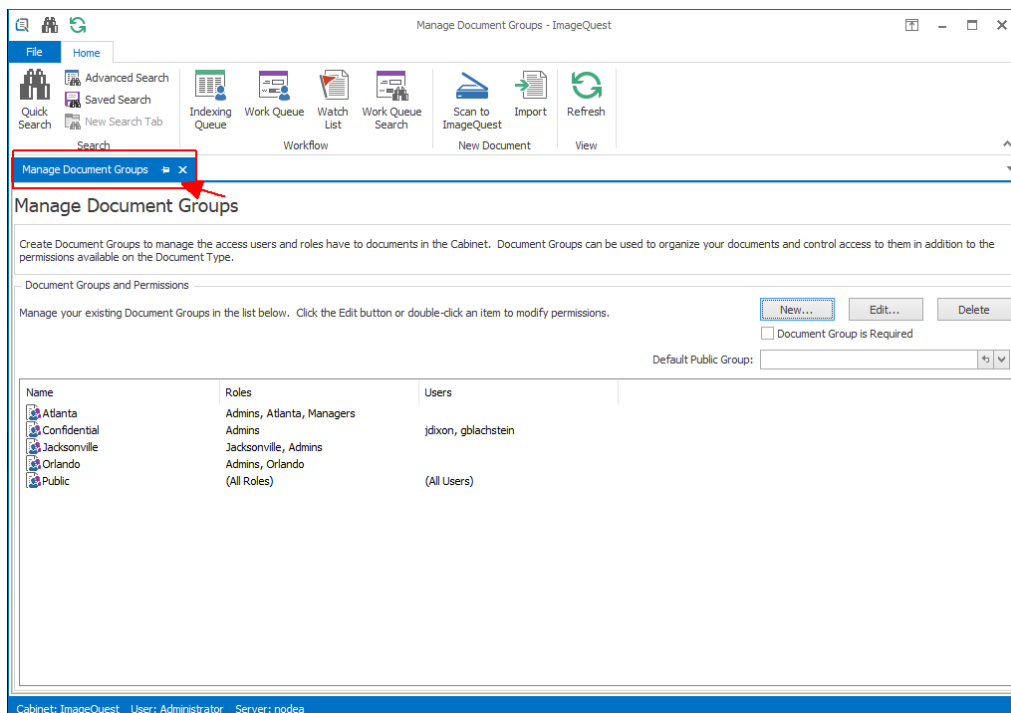 Manage Document Groups - ImageQuest
File Home
Quick Search
Advanced Search
Saved Search
New Search Tab
Indexing Queue
Work Queue
Watch List
Work Queue Search
Scan to ImageQuest
Import
Refresh
Search Workflow New Document View
Manage Document Groups
Manage Document Groups
Create Document Groups to manage the access users and roles have to documents in the Cabinet. Document Groups can be used to organize your documents and control access to them in addition to the
permissions available on the Document Type.
Document Groups and Permissions
Manage your existing Document Groups in the list below. Click the Edit button or double-click an item to modify permissions.
New... Edit... Delete
Document Group is Required
Default Public Group:
Name Roles Users
Atlanta Admins, Atlanta, Managers
Confidential Admins jdixon, gblachstein
Jacksonville Jacksonville, Admins
Orlando Admins, Orlando
Public (All Roles) (All Users)
Cabinet: ImageQuest User: Administrator Server: nodea